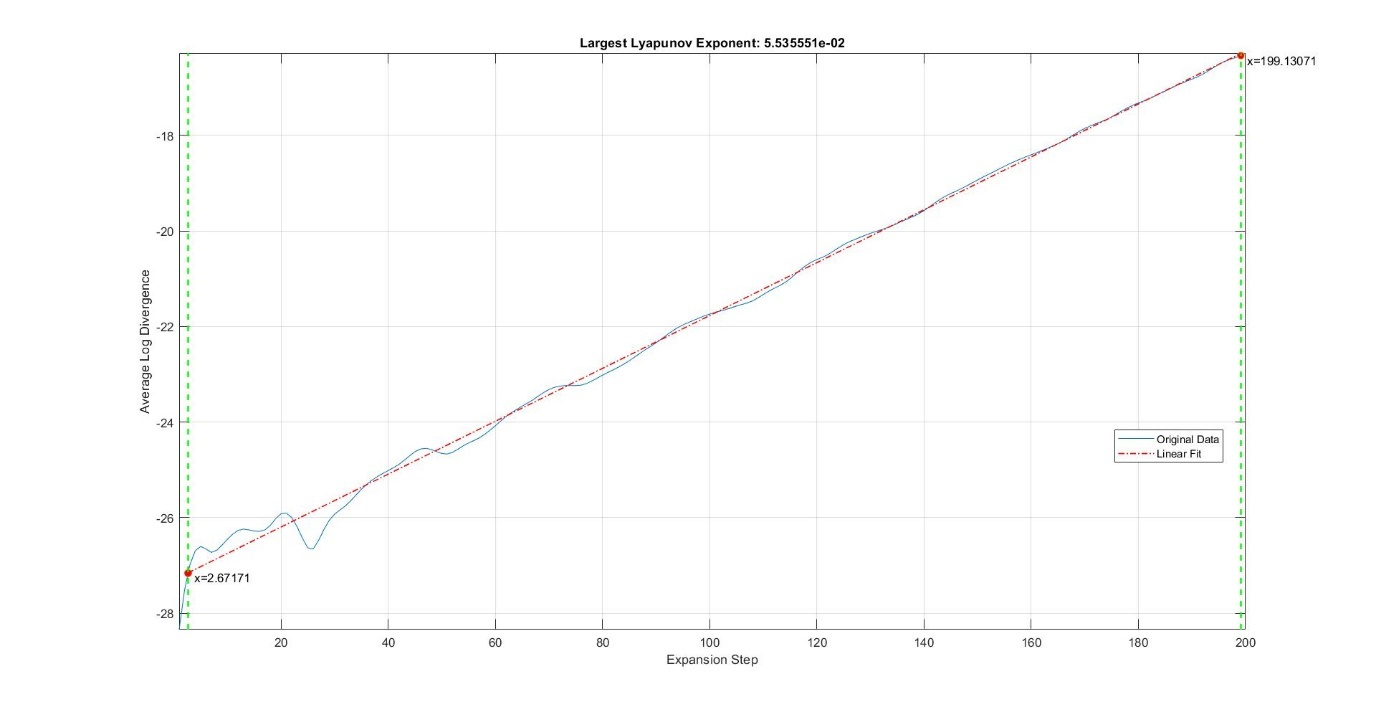 Largest Lyapunov Exponent: 5.535551e-02
x=199.13071
-18
-20
-22
-24
-26
-28
Average Log Divergence
Original Data
Linear Fit
x=2.67171
20 40 60 80 100 120 140 160 180 200
Expansion Step